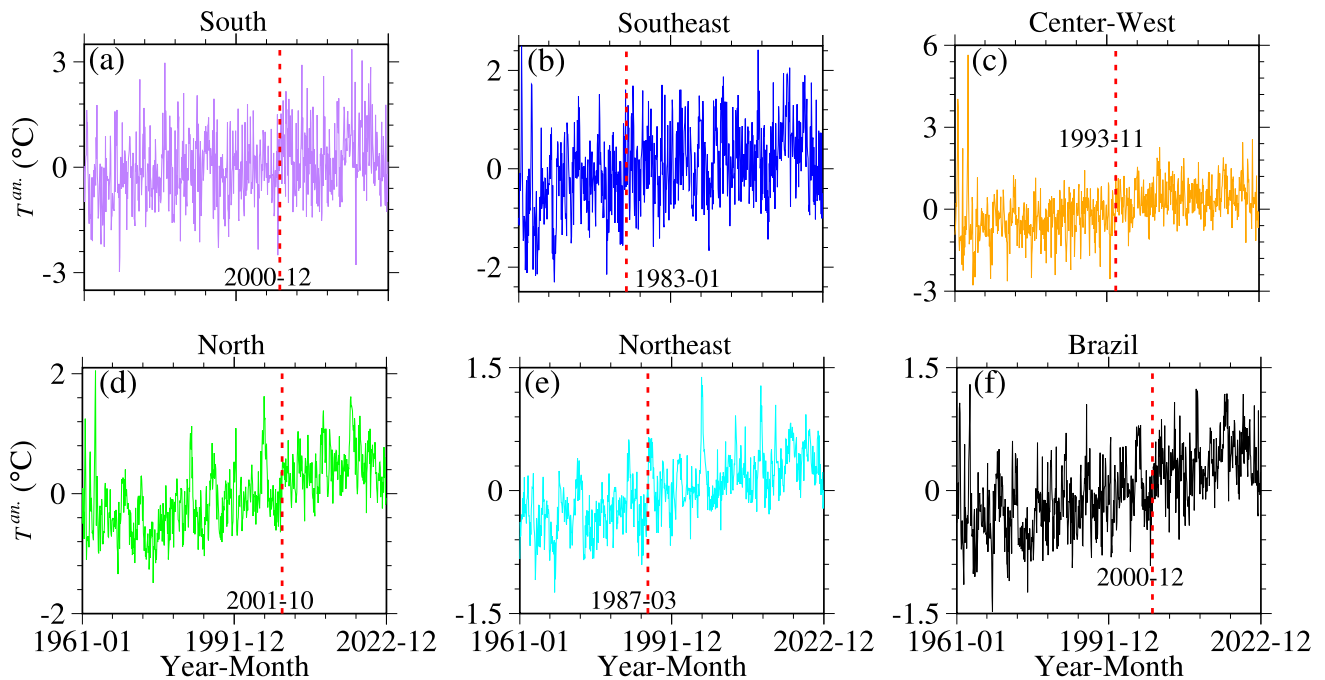 South
Southeast
Center-West
(a)
(b)
(c)
3
0
-3
2
0
-2
6
3
0
-3
T an. (°C)
2000-12
1983-01
1993-11
North
Northeast
Brazil
(d)
(e)
(f)
2
0
-2
1.5
0
-1.5
1.5
0
-1.5
T an. (°C)
2001-10
1987-03
2000-12
1961-01 1991-12 2022-12
1961-01 1991-12 2022-12
1961-01 1991-12 2022-12
Year-Month
Year-Month
Year-Month